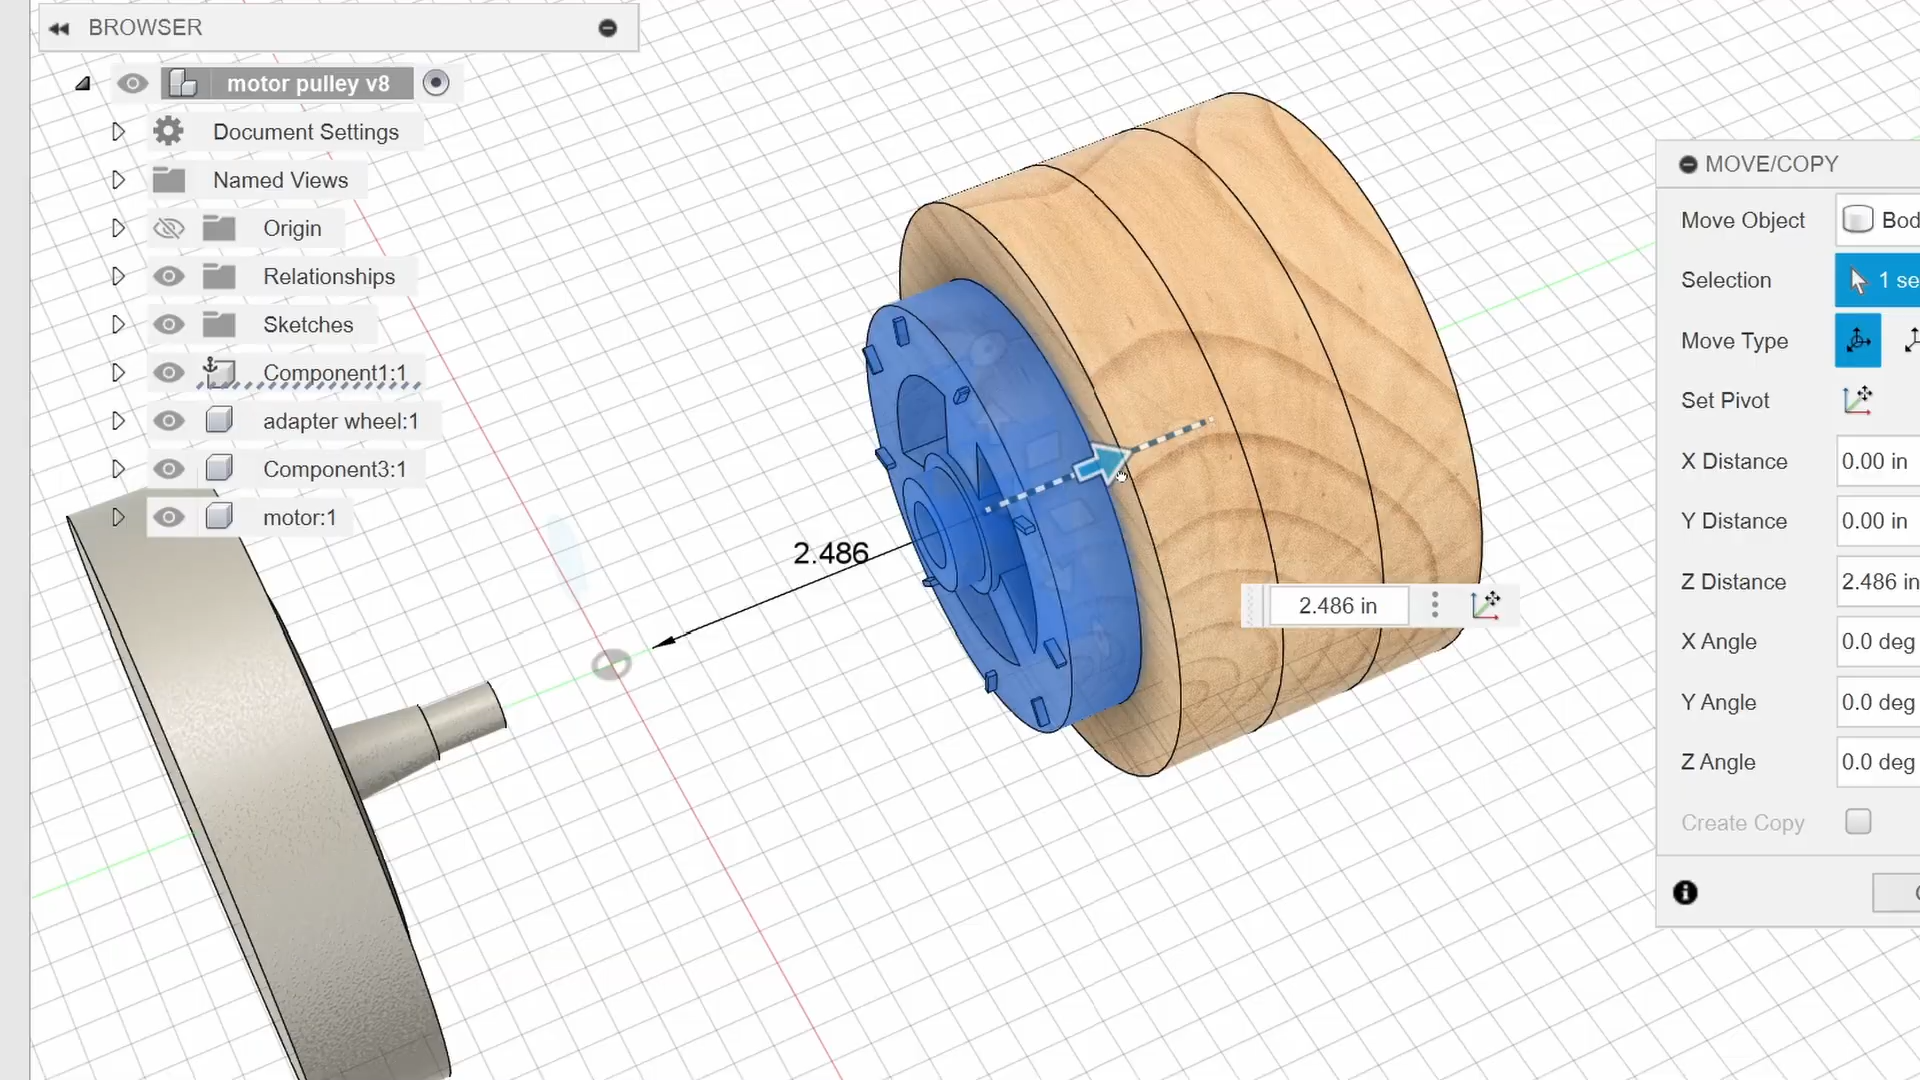 BROWSER
motor pulley v8
Document Settings
Named Views
Origin
Relationships
Sketches
Component1:1
adapter wheel:1
Component3:1
motor:1
2.486
2.486 in
MOVE/COPY
Move Object
Selection
1 se
Move Type
Set Pivot
X Distance 0.00 in
Y Distance 0.00 in
Z Distance 2.486 in
X Angle 0.0 deg
Y Angle 0.0 deg
Z Angle 0.0 deg
Create Copy